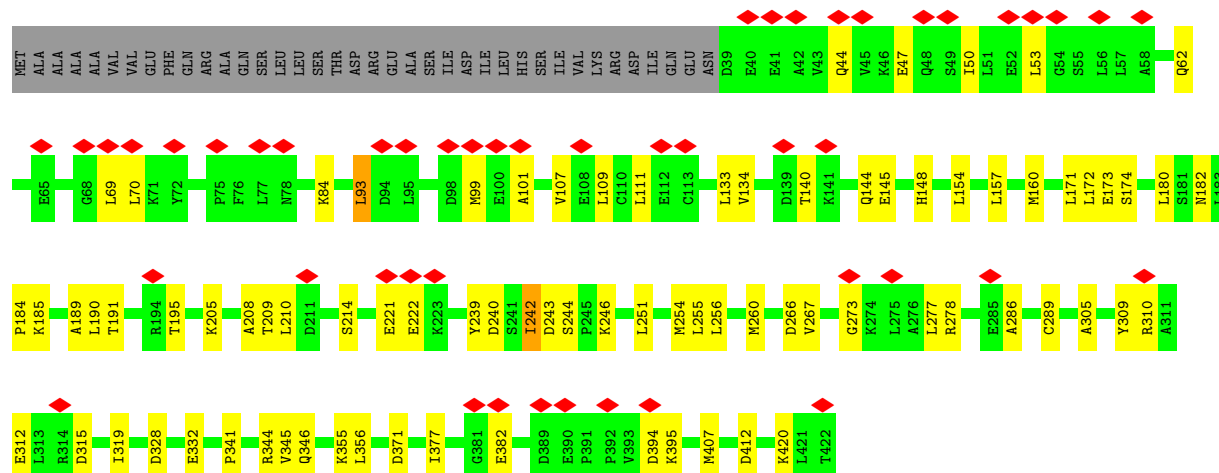 MET ALA ALA ALA ALA VAL VAL GLU PHE GLN ARG ALA GLN SER LEU LEU SER THR ASP ARG GLU ALA SER ILE ASP ILE LEU HIS SER ILE VAL LYS ARG ASP ILE GLN GLU ASN D39 E40 E41 A42 V43 Q44 V45 K46 E47 Q48 S49 I50 L51 E52 L53 G54 S55 L56 L57 A58 Q62
E65 G68 L69 L70 K71 Y72 P75 F76 L77 N78 K84 L93 D94 L95 D98 M99 E100 A101 V107 E108 L109 C110 L111 E112 C113 L133 V134 D139 T140 K141 Q144 E145 H148 L154 L157 M160 L171 L172 E173 S174 L180 S181 N182 L183
P184 K185 A189 L190 T191 R194 T195 K205 A208 T209 L210 D211 S214 E221 E222 K223 Y239 D240 S241 I242 D243 S244 P245 K246 L251 M254 L255 L256 M260 D266 V267 G273 K274 L275 A276 L277 R278 E285 A286 C289 A305 Y309 R310 A311
E312 L313 R314 D315 I319 D328 E332 P341 R344 V345 Q346 K355 L356 D371 I377 G381 E382 D389 E390 P391 P392 V393 D394 K395 M407 D412 K420 L421 T422